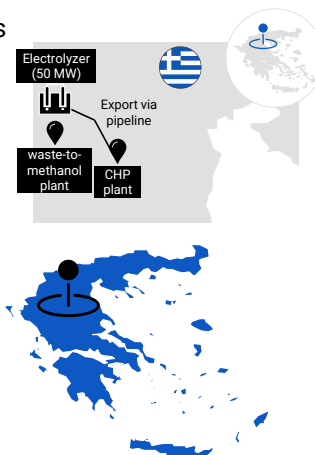 s
Electrolyzer
(50 MW)
Export via
pipeline
waste-to-
methanol
plant
CHP
plant